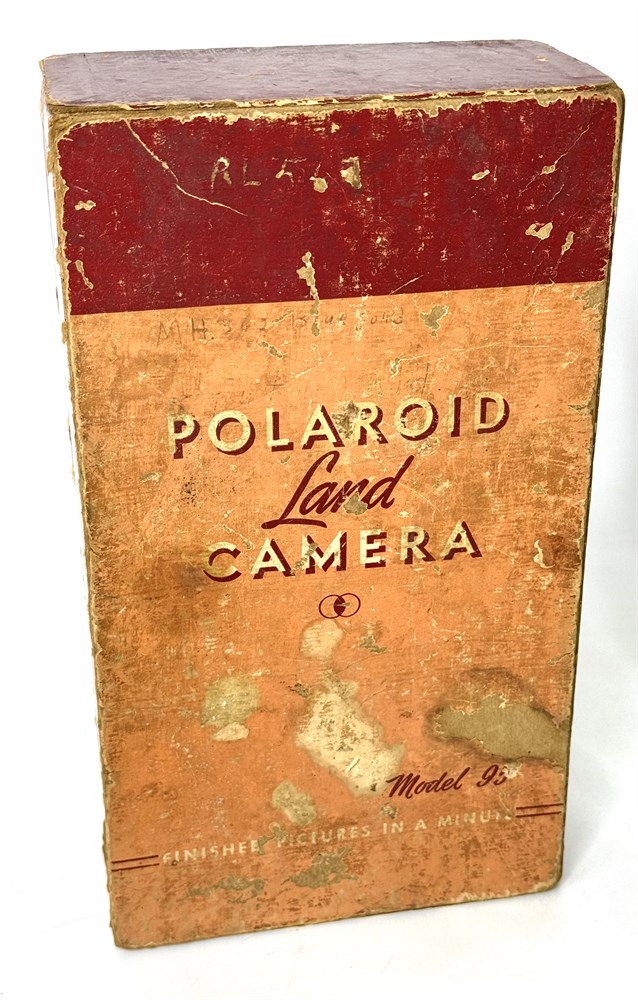 POLAROID
Land
CAMERA
Model 95
FINISHED PICTURES IN A MINUTE